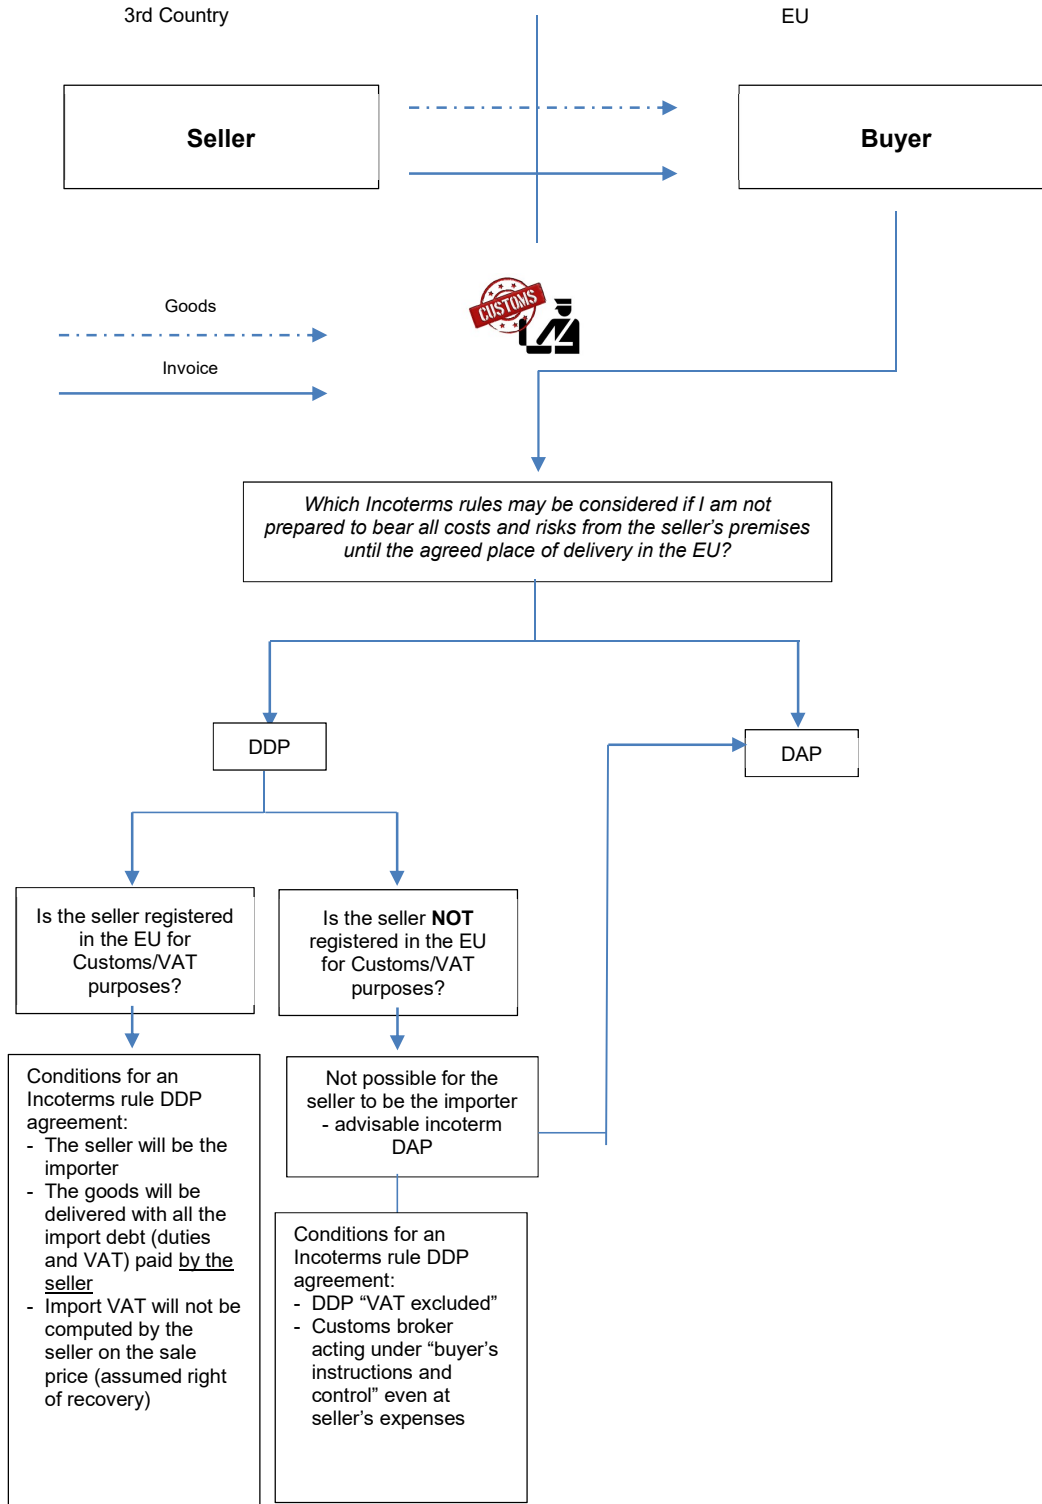 3rd Country
EU
Seller
Buyer
CUSTOMS
Goods
Invoice
Which Incoterms rules may be considered if I am not
prepared to bear all costs and risks from the seller’s premises
until the agreed place of delivery in the EU?
DDP
DAP
Is the seller registered
in the EU for
Customs/VAT
purposes?
Is the seller NOT
registered in the EU
for Customs/VAT
purposes?
Conditions for an
Incoterms rule DDP
agreement:
- The seller will be the
importer
- The goods will be
delivered with all the
import debt (duties
and VAT) paid by the
seller
- Import VAT will not be
computed by the
seller on the sale
price (assumed right
of recovery)
Not possible for the
seller to be the importer
- advisable incoterm
DAP
Conditions for an
Incoterms rule DDP
agreement:
- DDP “VAT excluded”
- Customs broker
acting under “buyer’s
instructions and
control” even at
seller’s expenses